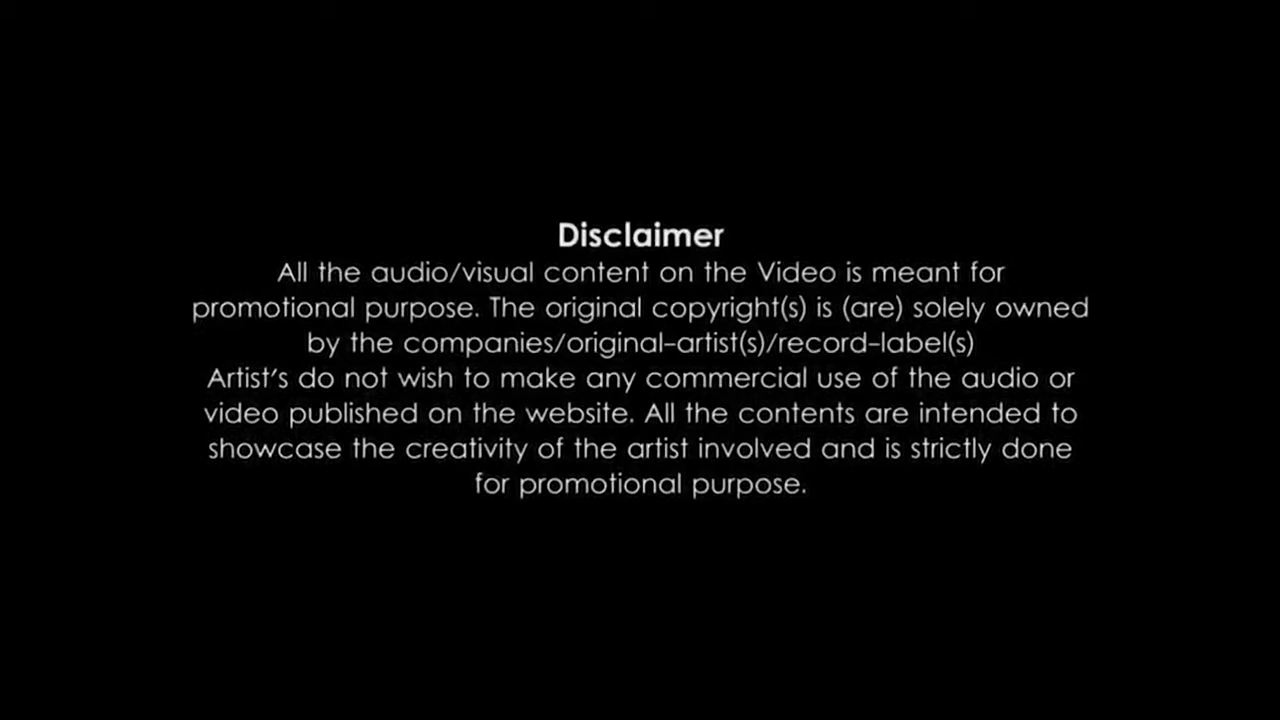 Disclaimer
All the audio/visual content on the Video is meant for
promotional purpose. The original copyright(s) is (are) solely owned
by the companies/original-artist(s)/record-label(s)
Artist's do not wish to make any commercial use of the audio or
video published on the website. All the contents are intended to
showcase the creativity of the artist involved and is strictly done
for promotional purpose.